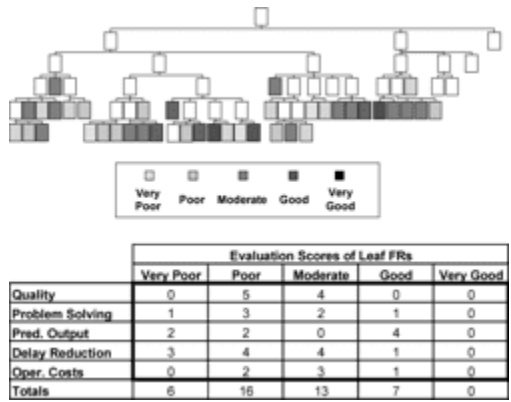 Very Poor Poor Moderate Good Very Good
Evaluation Scores of Leaf FRs
Very Poor Poor Moderate Good Very Good
Quality 0 5 4 0 0
Problem Solving 1 3 2 1 0
Pred. Output 2 2 0 4 0
Delay Reduction 3 4 4 1 0
Oper. Costs 0 2 3 1 0
Totals 6 16 13 7 0